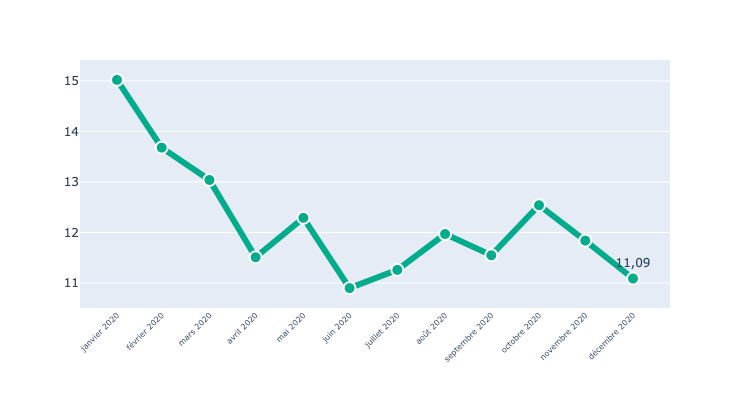 15
14
13
12
11
11,09
janvier 2020
février 2020
mars 2020
avril 2020
mai 2020
juin 2020
juillet 2020
août 2020
septembre 2020
octobre 2020
novembre 2020
décembre 2020